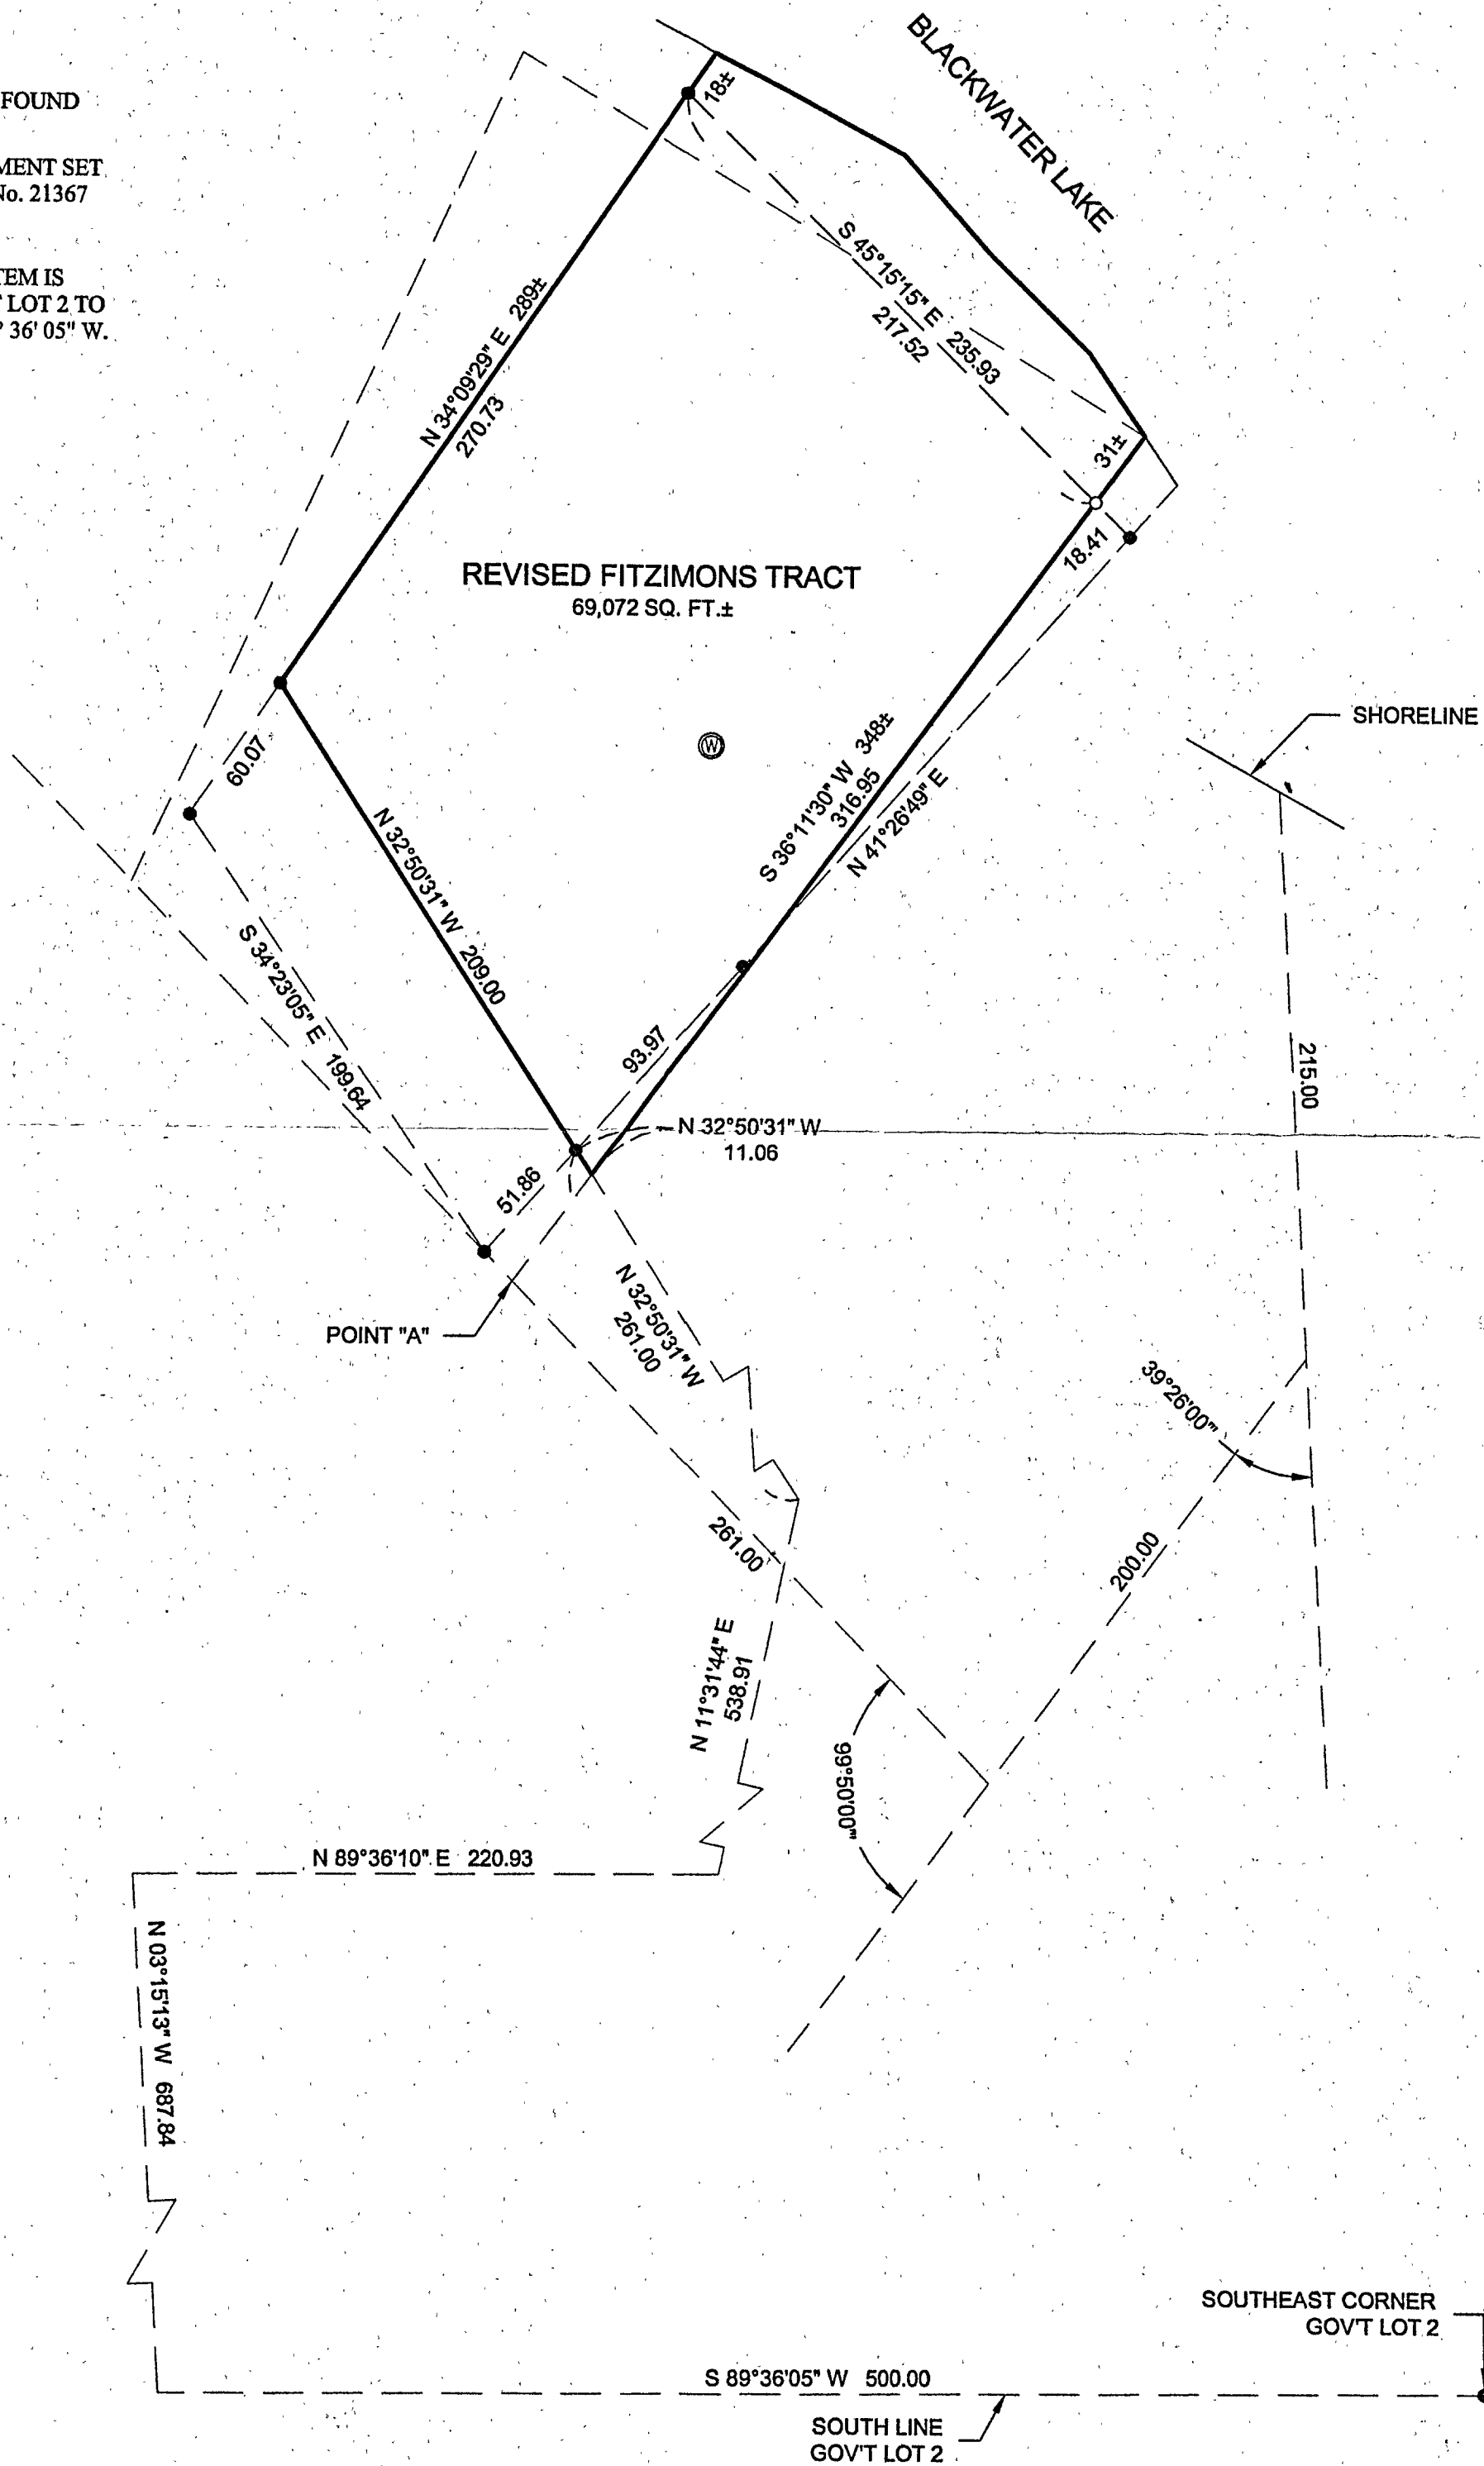 FOUND
MENT SET
No. 21367
TEM IS
LOT 2 TO
36' 05" W.
BLACKWATER LAKE
18±
S 45°15'15" E 235.93
217.52
N 34°09'29" E 289±
270.73
31±
18.41
REVISED FITZIMONS TRACT
69,072 SQ. FT.±
W
SHORELINE
60.07
S 36°11'30" W 348±
316.95
N 41°26'49" E
N 32°50'31" W 209.00
S 34°23'05" E 199.64
93.97
215.00
N 32°50'31" W
11.06
51.86
POINT "A"
N 32°50'31" W
261.00
39°26'00"'
261.00
200.00
N 11°31'44" E
538.91
99°50'00"'
N 89°36'10" E 220.93
N 03°15'13" W 687.84
SOUTHEAST CORNER
GOV'T LOT 2
S 89°36'05" W 500.00
SOUTH LINE
GOV'T LOT 2